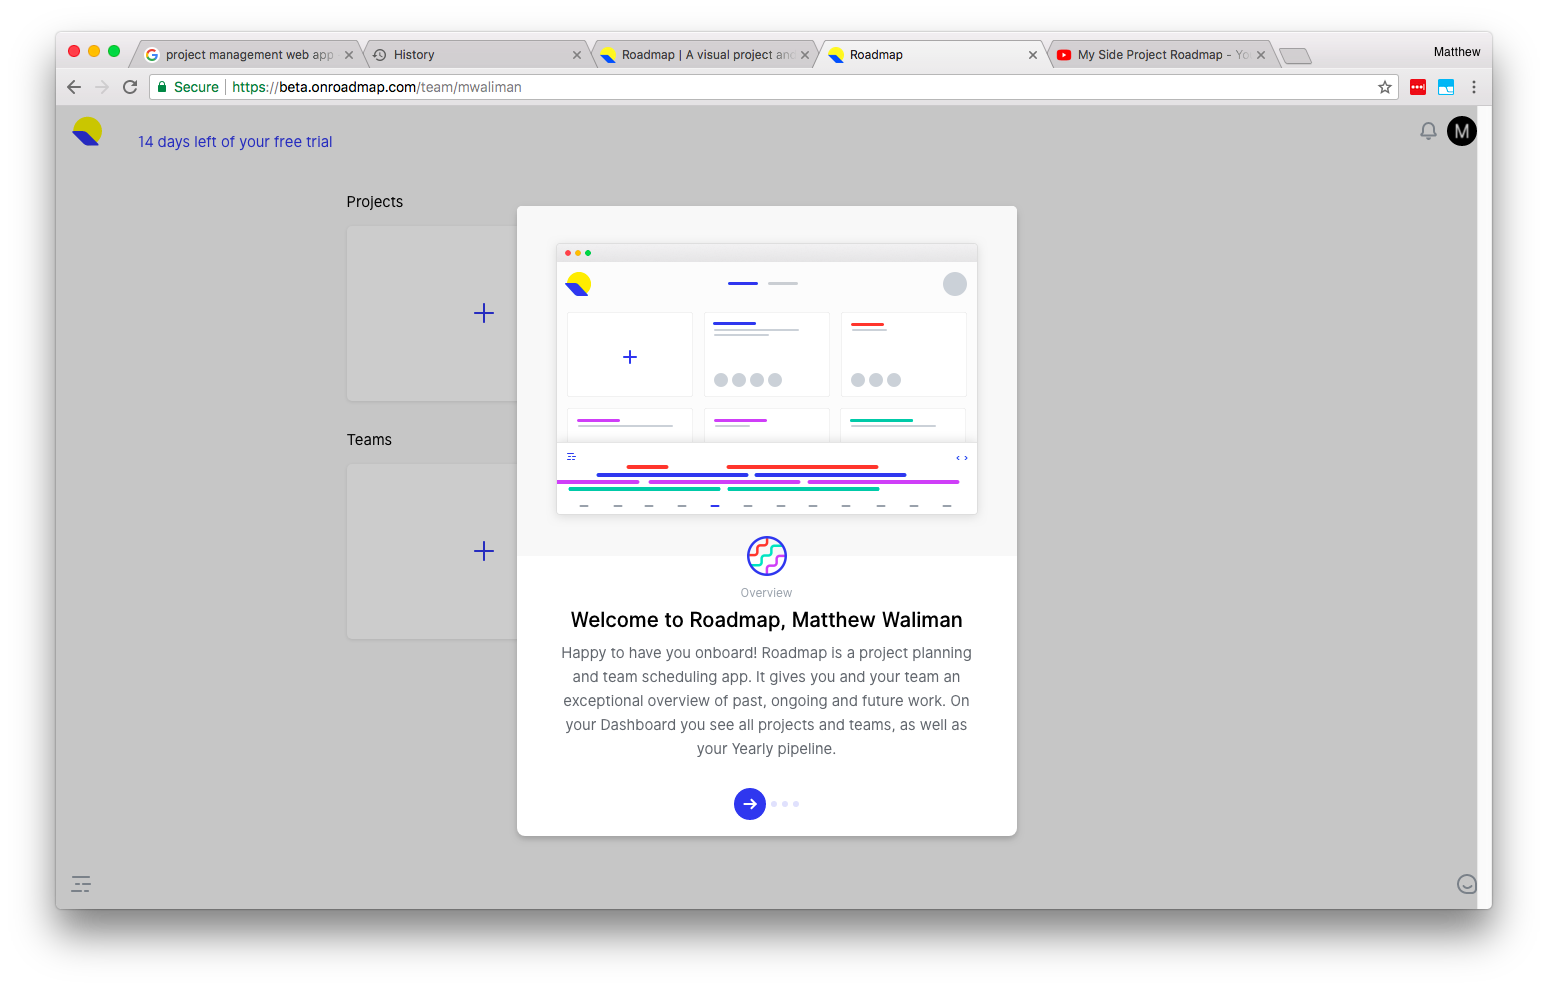 project management web app
History
Roadmap | A visual project an
Roadmap
My Side Project Roadmap - Yo
Matthew
Secure
https://beta.onroadmap.com/team/mwaliman
14 days left of your free trial
M
Projects
Teams
Overview
Welcome to Roadmap, Matthew Waliman
Happy to have you onboard! Roadmap is a project planning
and team scheduling app. It gives you and your team an
exceptional overview of past, ongoing and future work. On
your Dashboard you see all projects and teams, as well as
your Yearly pipeline.